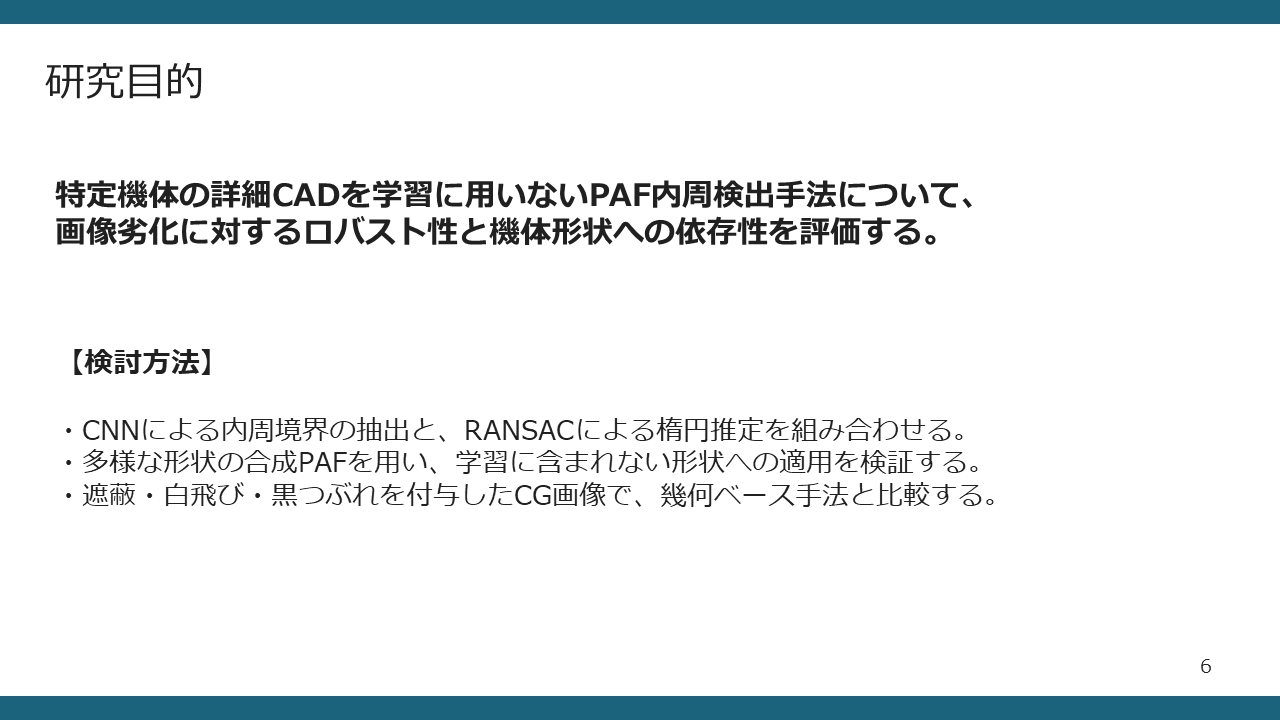 研究目的
特定機体の詳細CADを学習に用いないPAF内周検出手法について、
画像劣化に対するロバスト性と機体形状への依存性を評価する。
【検討方法】
・CNNによる内周境界の抽出と、RANSACによる楕円推定を組み合わせる。
・多様な形状の合成PAFを用い、学習に含まれない形状への適用を検証する。
・遮蔽・白飛び・黒つぶれを付与したCG画像で、幾何ベース手法と比較する。
6